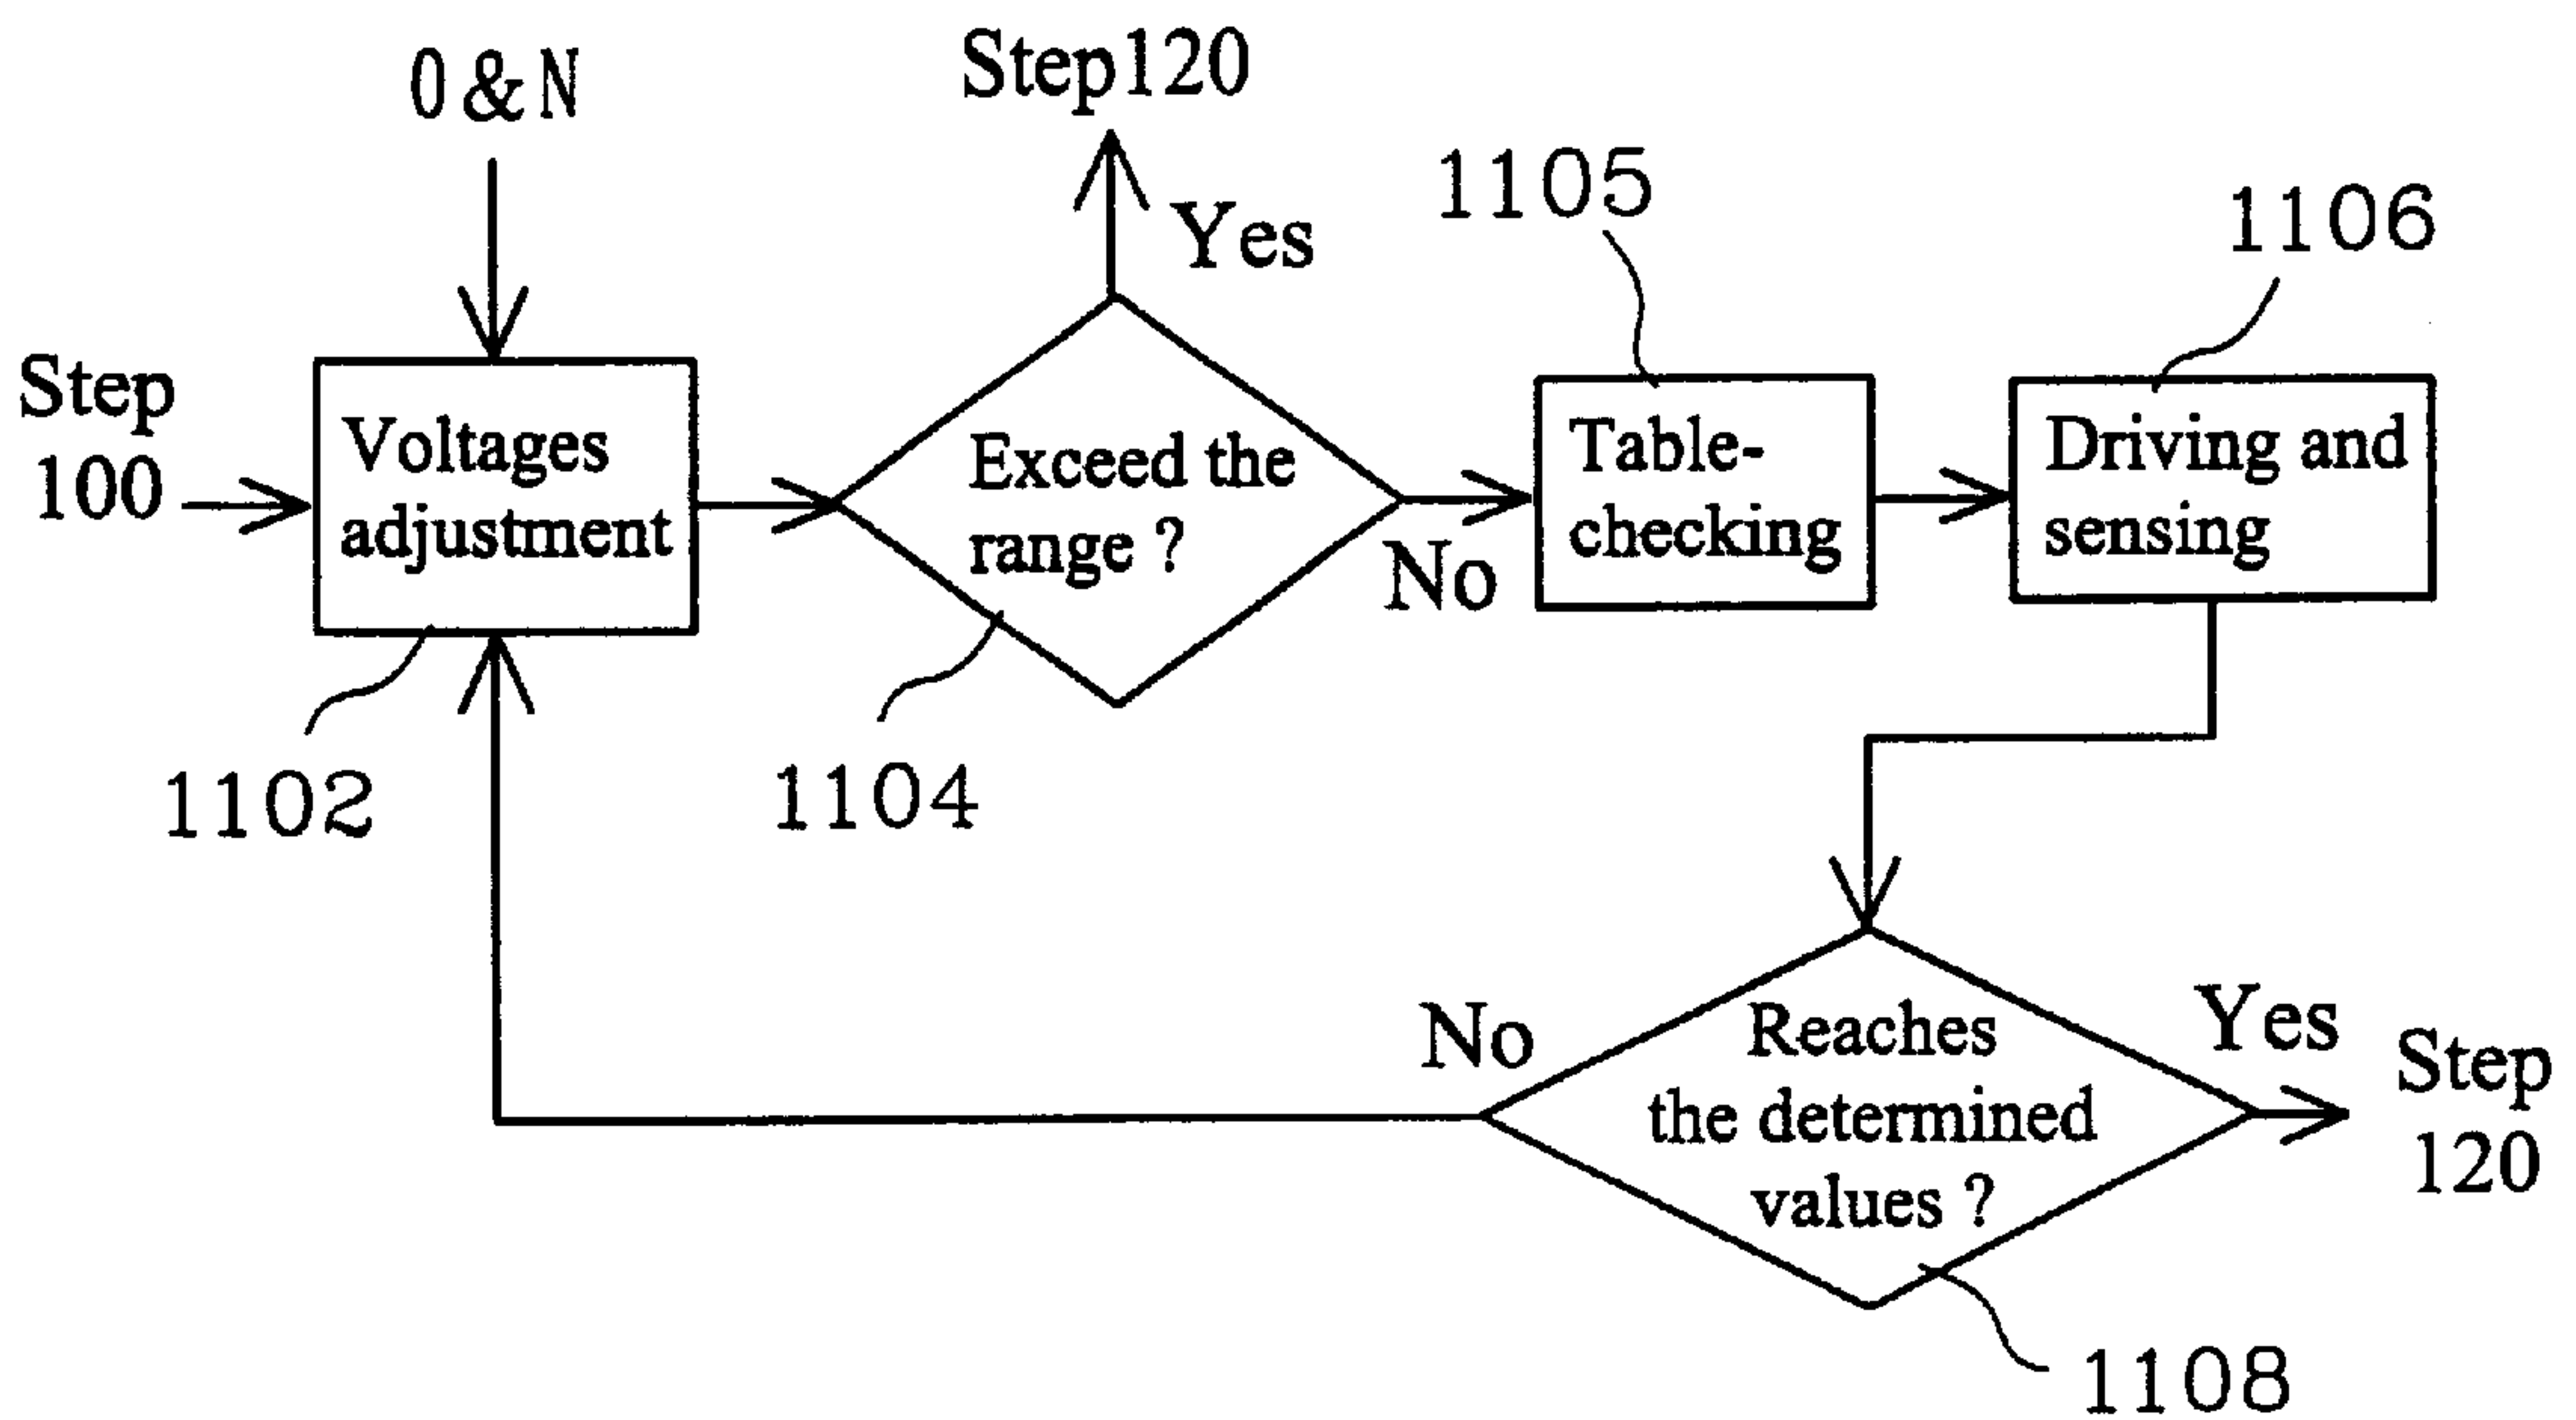 0 & N
Step120
Yes
1105
1106
Step
100
Voltages
adjustment
Exceed the
range ?
No
Table-
checking
Driving and
sensing
1102
1104
No
Reaches
the determined
values ?
Yes
Step
120
1108